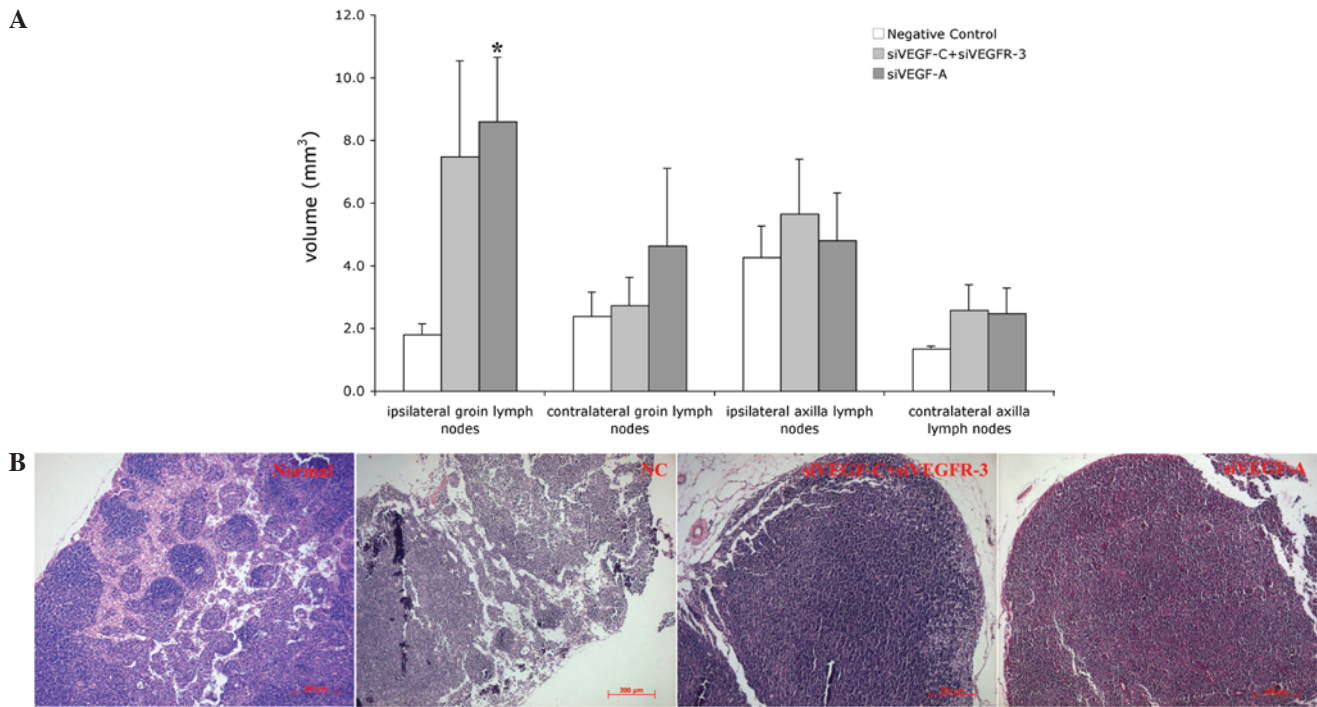 A
12.0
10.0
8.0
6.0
4.0
2.0
0.0
volume (mm³)
*
Negative Control
siVEGF-C+siVEGFR-3
siVEGF-A
ipsilateral groin lymph
nodes
contralateral groin lymph
nodes
ipsilateral axilla lymph
nodes
contralateral axilla
lymph nodes
B
Normal
NC
siVEGF-C+siVEGFR-3
siVEGF-A
200 µm